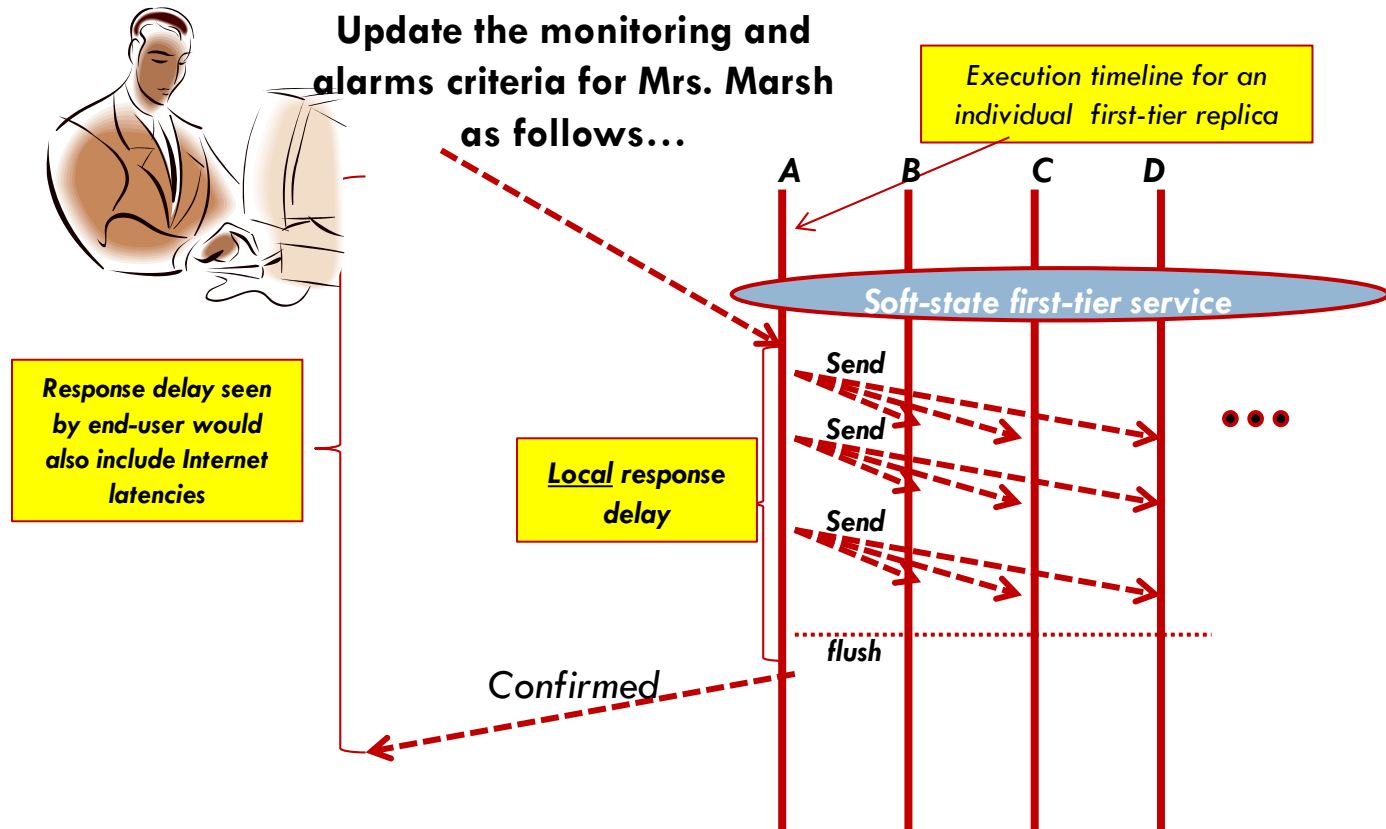 Update the monitoring and
alarms criteria for Mrs. Marsh
as follows…
Execution timeline for an
individual first-tier replica
A B C D
Soft-state first-tier service
Response delay seen
by end-user would
also include Internet
latencies
Local response
delay
Send
Send
Send
flush
Confirmed